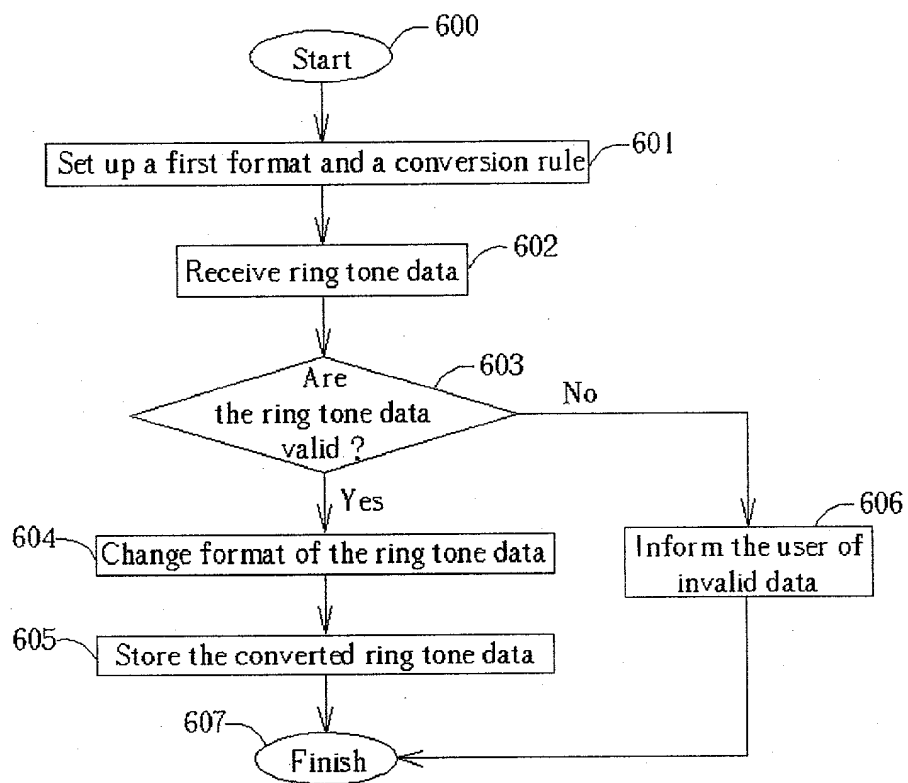 600
Start
601
Set up a first format and a conversion rule
602
Receive ring tone data
603
Are
the ring tone data
valid ?
No
Yes
604
Change format of the ring tone data
606
Inform the user of
invalid data
605
Store the converted ring tone data
607
Finish